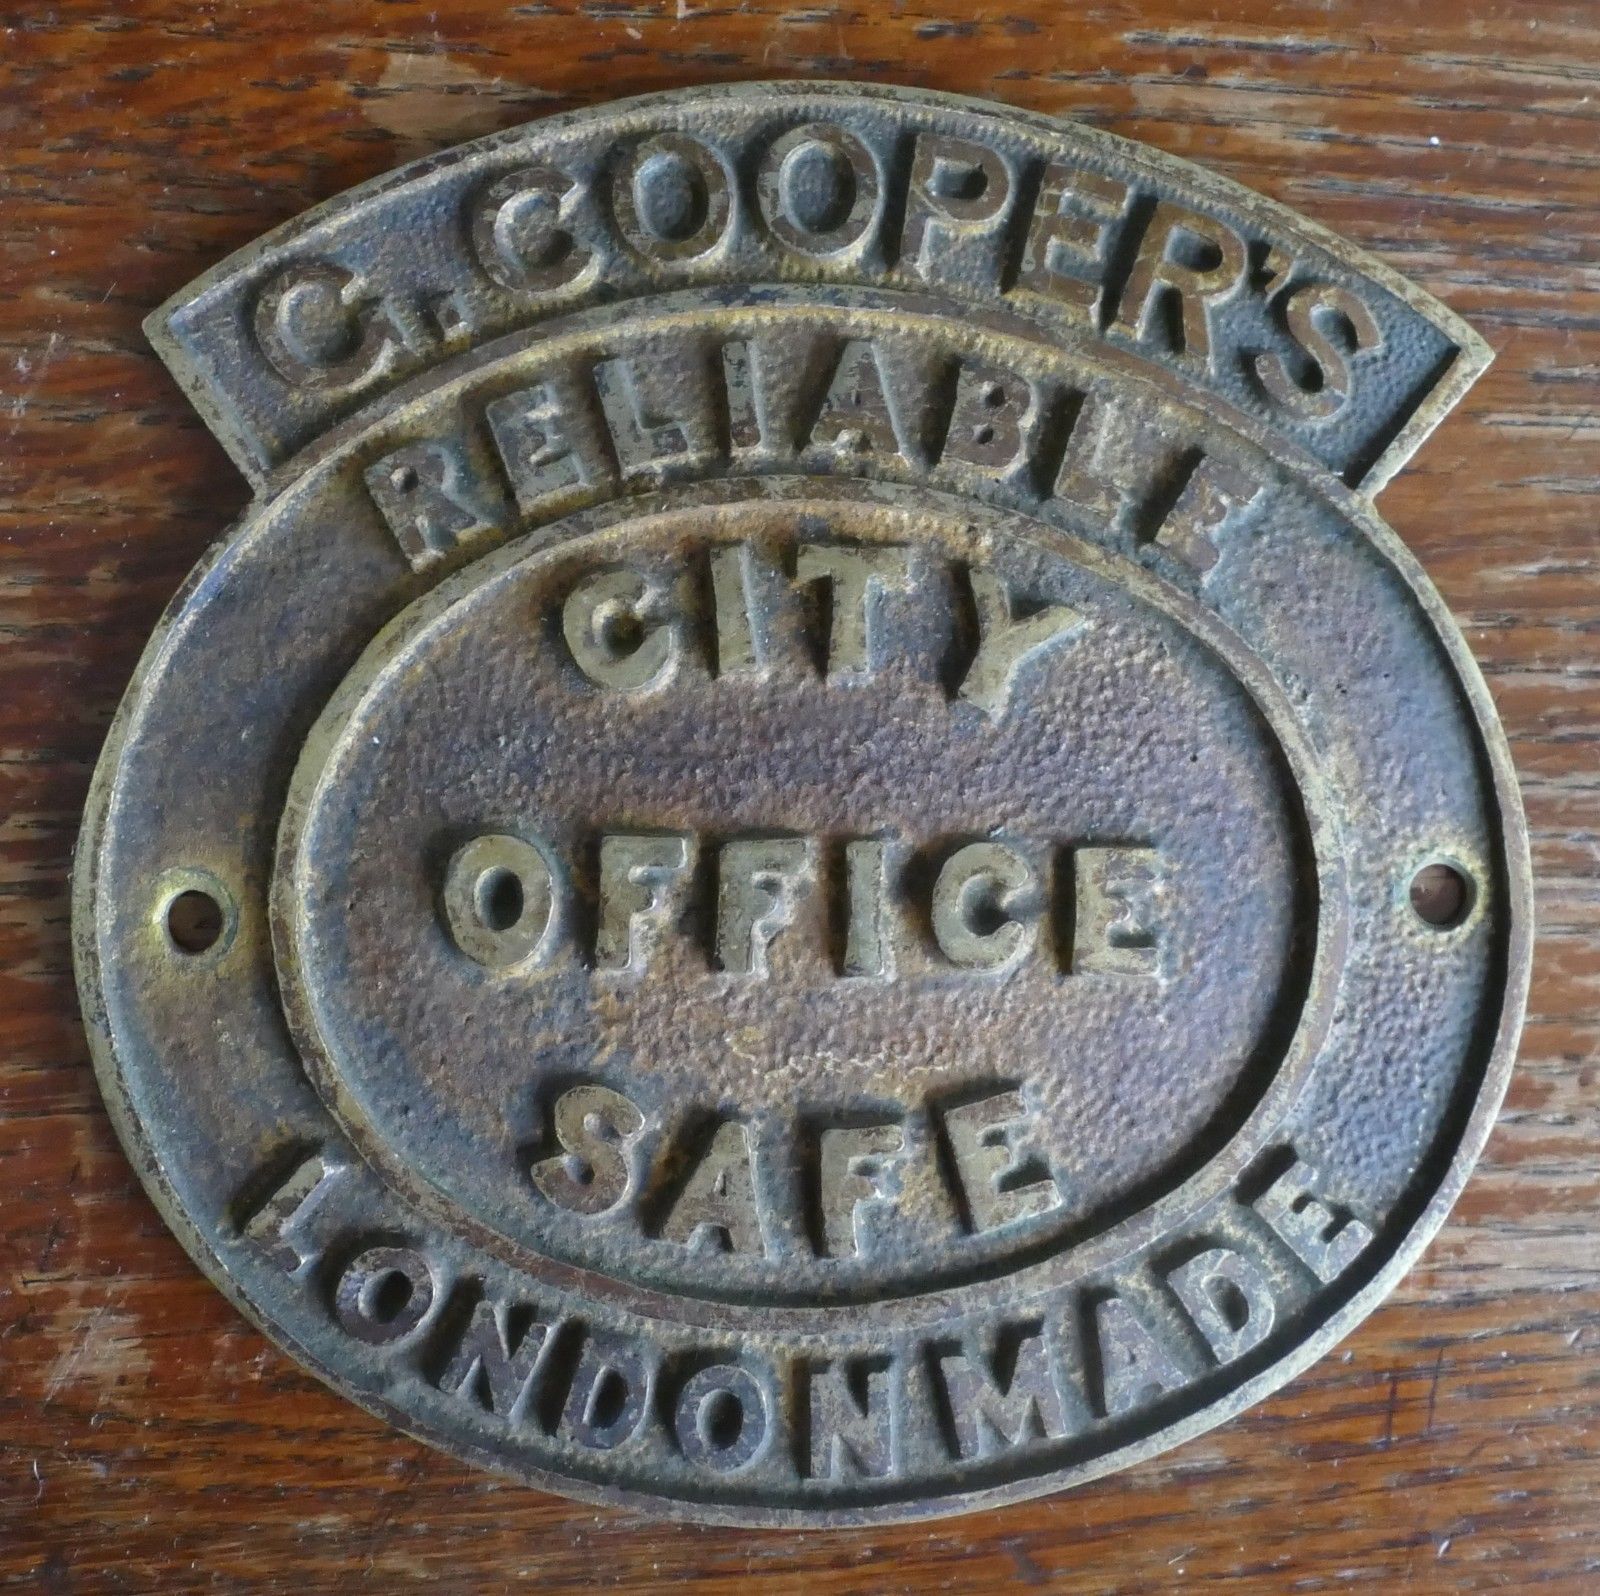 C" COOPER'S
RELIABLE
CITY
OFFICE
SAFE
LONDON MADE